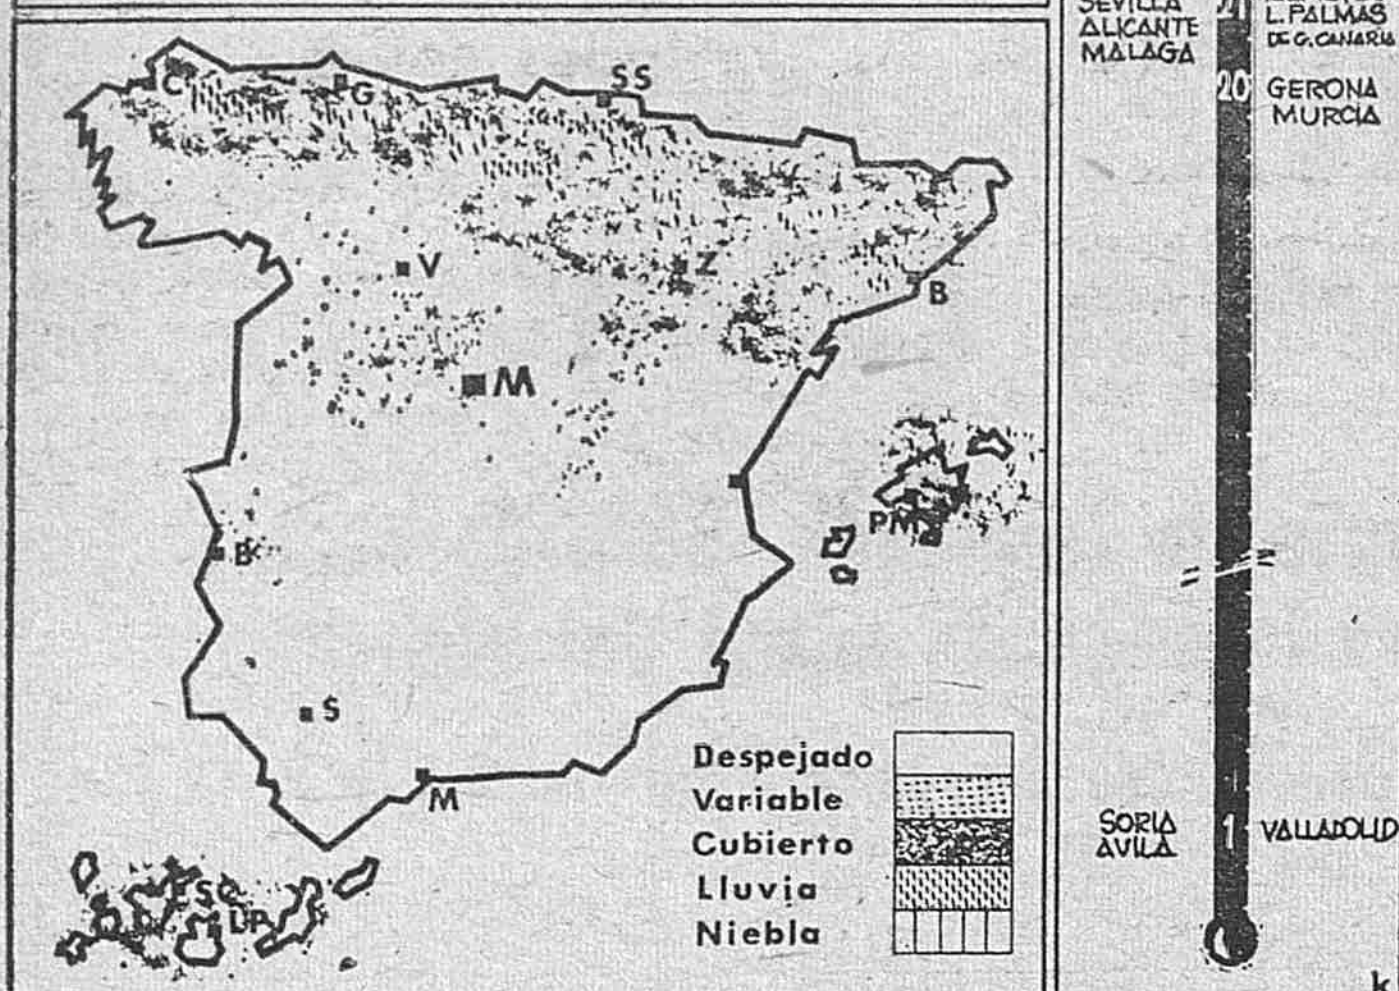 SEVILLA
ALICANTE
MALAGA
21
L. PALMAS
DE G. CANARIA
20
GERONA
MURCIA
C
G
SS
V
Z
B
M
PM
B
S
M
SC
LP
Despejado
Variable
Cubierto
Lluvia
Niebla
SORIA
AVILA
1
VALLADOLID